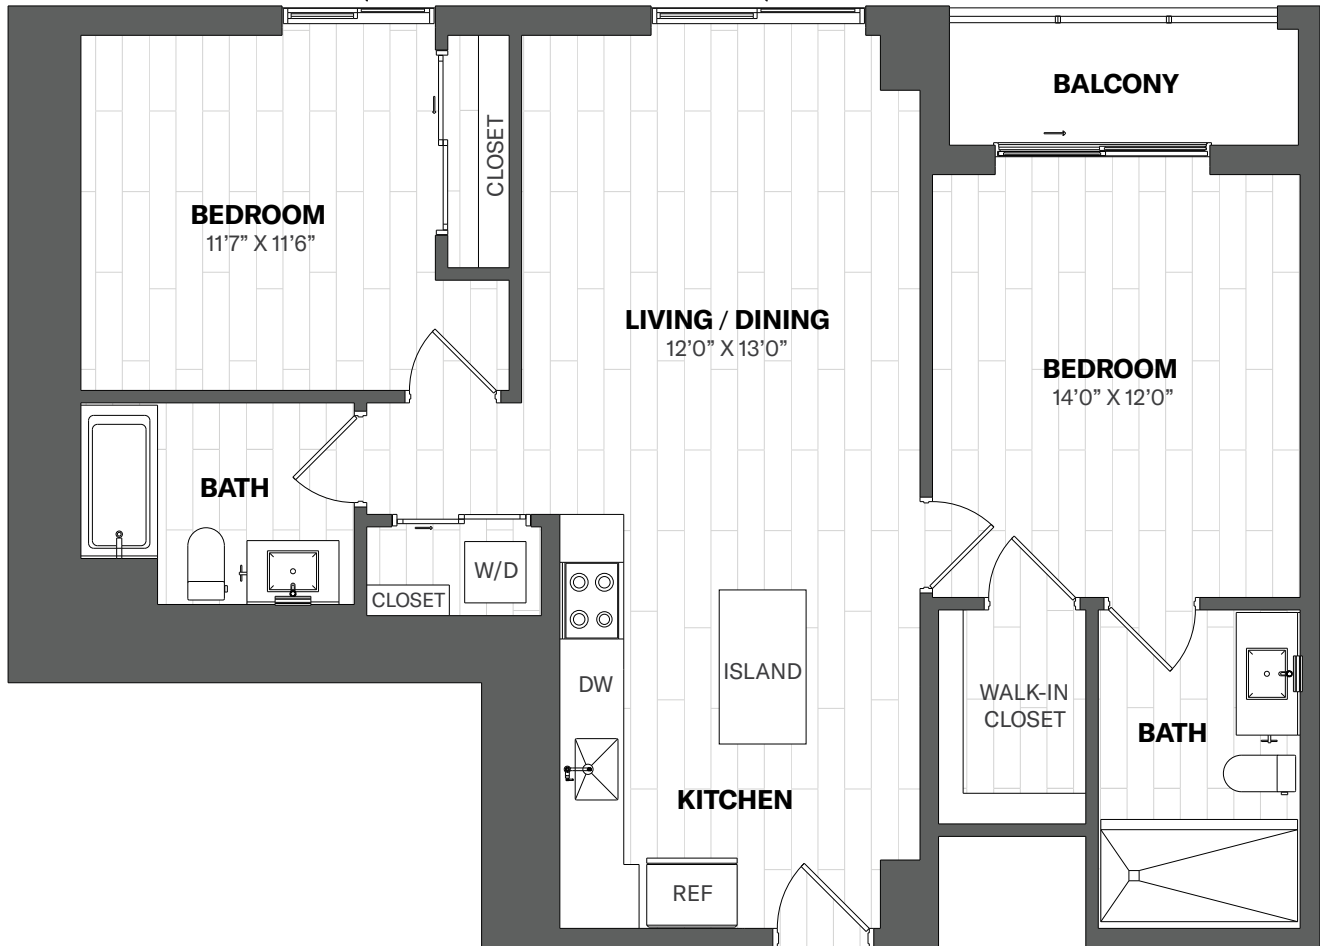 BALCONY
CLOSET
BEDROOM
11’7” X 11’6”
LIVING / DINING
12’0” X 13’0”
BEDROOM
14’0” X 12’0”
BATH
W/D
CLOSET
DW
ISLAND
WALK-IN
CLOSET
BATH
KITCHEN
REF